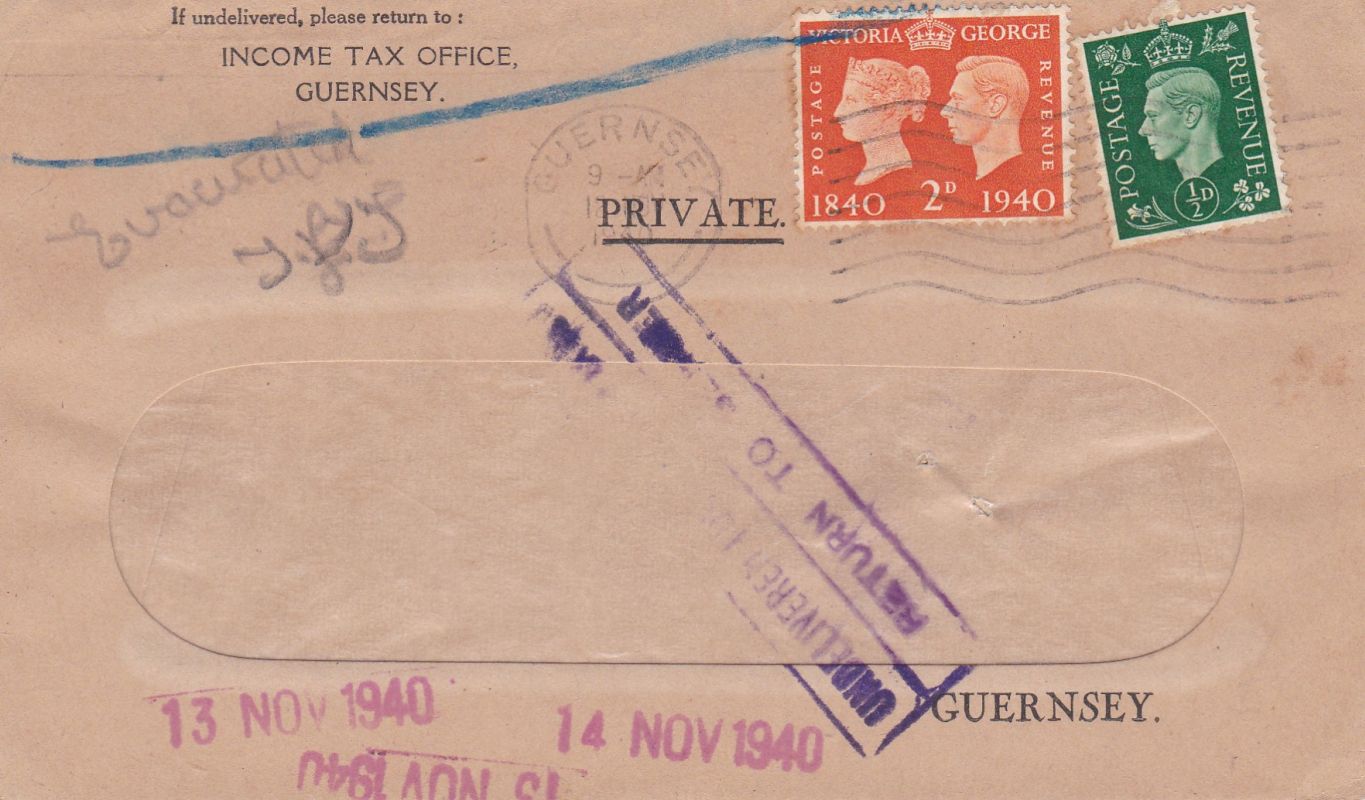 If undelivered, please return to :
INCOME TAX OFFICE,
GUERNSEY.
VICTORIA GEORGE
POSTAGE
REVENUE
1840 2D 1940
POSTAGE
REVENUE
½D
Evacuated
GUERNSEY
PRIVATE.
UNDELIVERED
RETURN TO
GUERNSEY.
13 NOV 1940
14 NOV 1940
13 NOV 1940